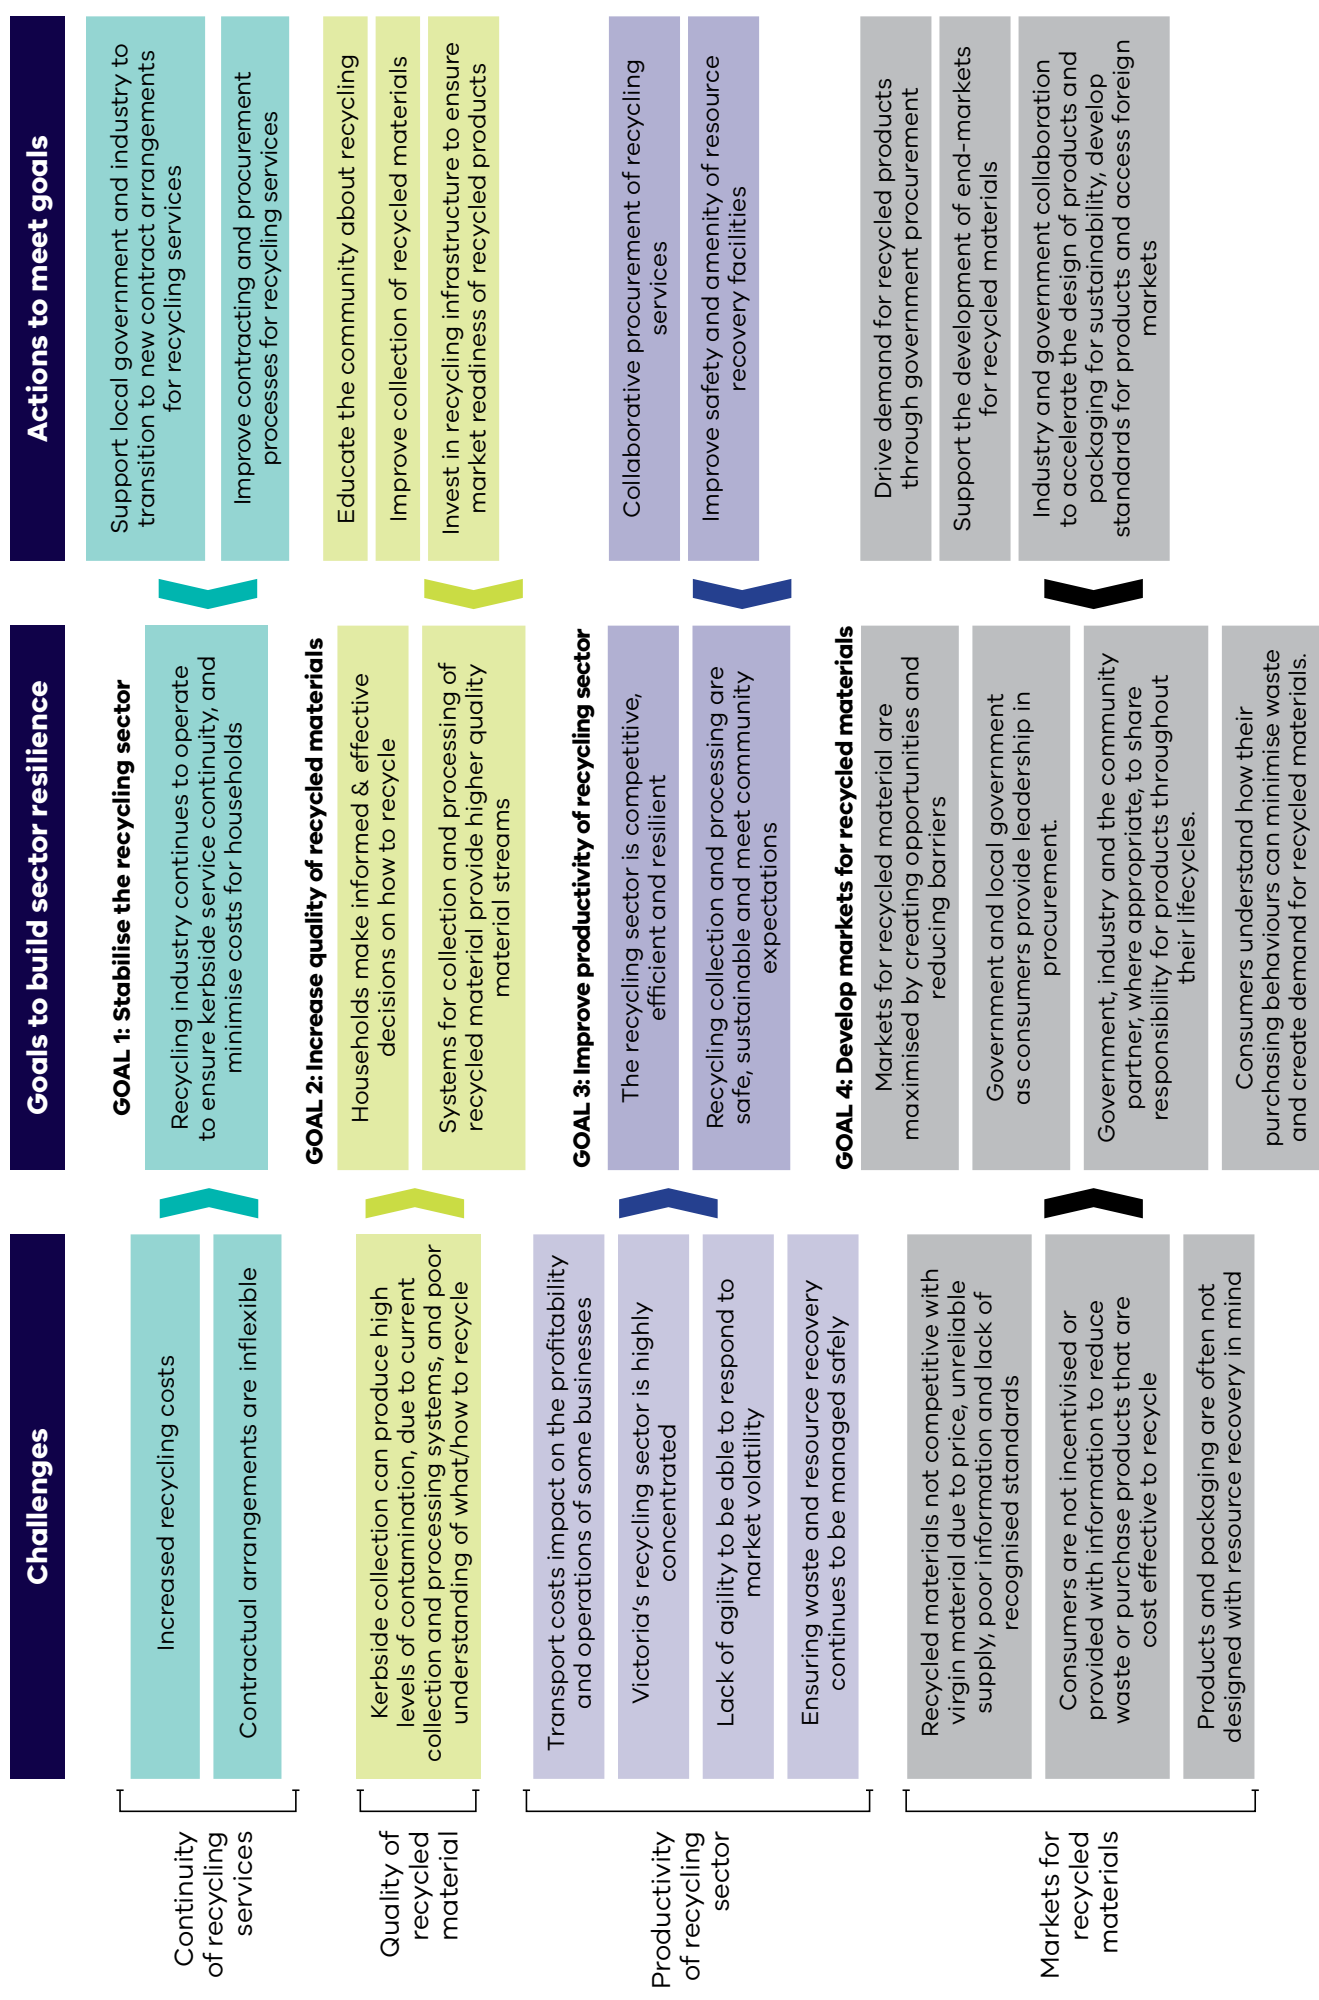 Challenges
Goals to build sector resilience
Actions to meet goals
Continuity
of recycling
services
Increased recycling costs
Contractual arrangements are inflexible
GOAL 1: Stabilise the recycling sector
Recycling industry continues to operate
to ensure kerbside service continuity, and
minimise costs for households
Support local government and industry to
transition to new contract arrangements
for recycling services
Improve contracting and procurement
processes for recycling services
Quality of
recycled
material
Kerbside collection can produce high
levels of contamination, due to current
collection and processing systems, and poor
understanding of what/how to recycle
GOAL 2: Increase quality of recycled materials
Households make informed & effective
decisions on how to recycle
Systems for collection and processing of
recycled material provide higher quality
material streams
Educate the community about recycling
Improve collection of recycled materials
Invest in recycling infrastructure to ensure
market readiness of recycled products
Productivity
of recycling
sector
Transport costs impact on the profitability
and operations of some businesses
Victoria’s recycling sector is highly
concentrated
Lack of agility to be able to respond to
market volatility
Ensuring waste and resource recovery
continues to be managed safely
GOAL 3: Improve productivity of recycling sector
The recycling sector is competitive,
efficient and resilient
Recycling collection and processing are
safe, sustainable and meet community
expectations
Collaborative procurement of recycling
services
Improve safety and amenity of resource
recovery facilities
Markets for
recycled
materials
Recycled materials not competitive with
virgin material due to price, unreliable
supply, poor information and lack of
recognised standards
Consumers are not incentivised or
provided with information to reduce
waste or purchase products that are
cost effective to recycle
Products and packaging are often not
designed with resource recovery in mind
GOAL 4: Develop markets for recycled materials
Markets for recycled material are
maximised by creating opportunities and
reducing barriers
Government and local government
as consumers provide leadership in
procurement.
Government, industry and the community
partner, where appropriate, to share
responsibility for products throughout
their lifecycles.
Consumers understand how their
purchasing behaviours can minimise waste
and create demand for recycled materials.
Drive demand for recycled products
through government procurement
Support the development of end-markets
for recycled materials
Industry and government collaboration
to accelerate the design of products and
packaging for sustainability, develop
standards for products and access foreign
markets